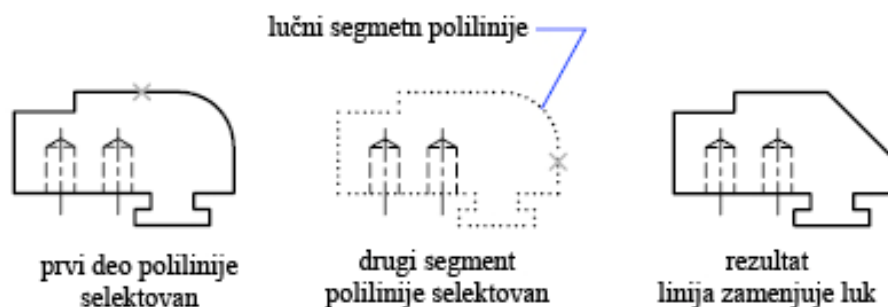 lučni segmetn polilinije
prvi deo polilinije
selektovan
drugi segment
polilinije selektovan
rezultat
linija zamenjuje luk